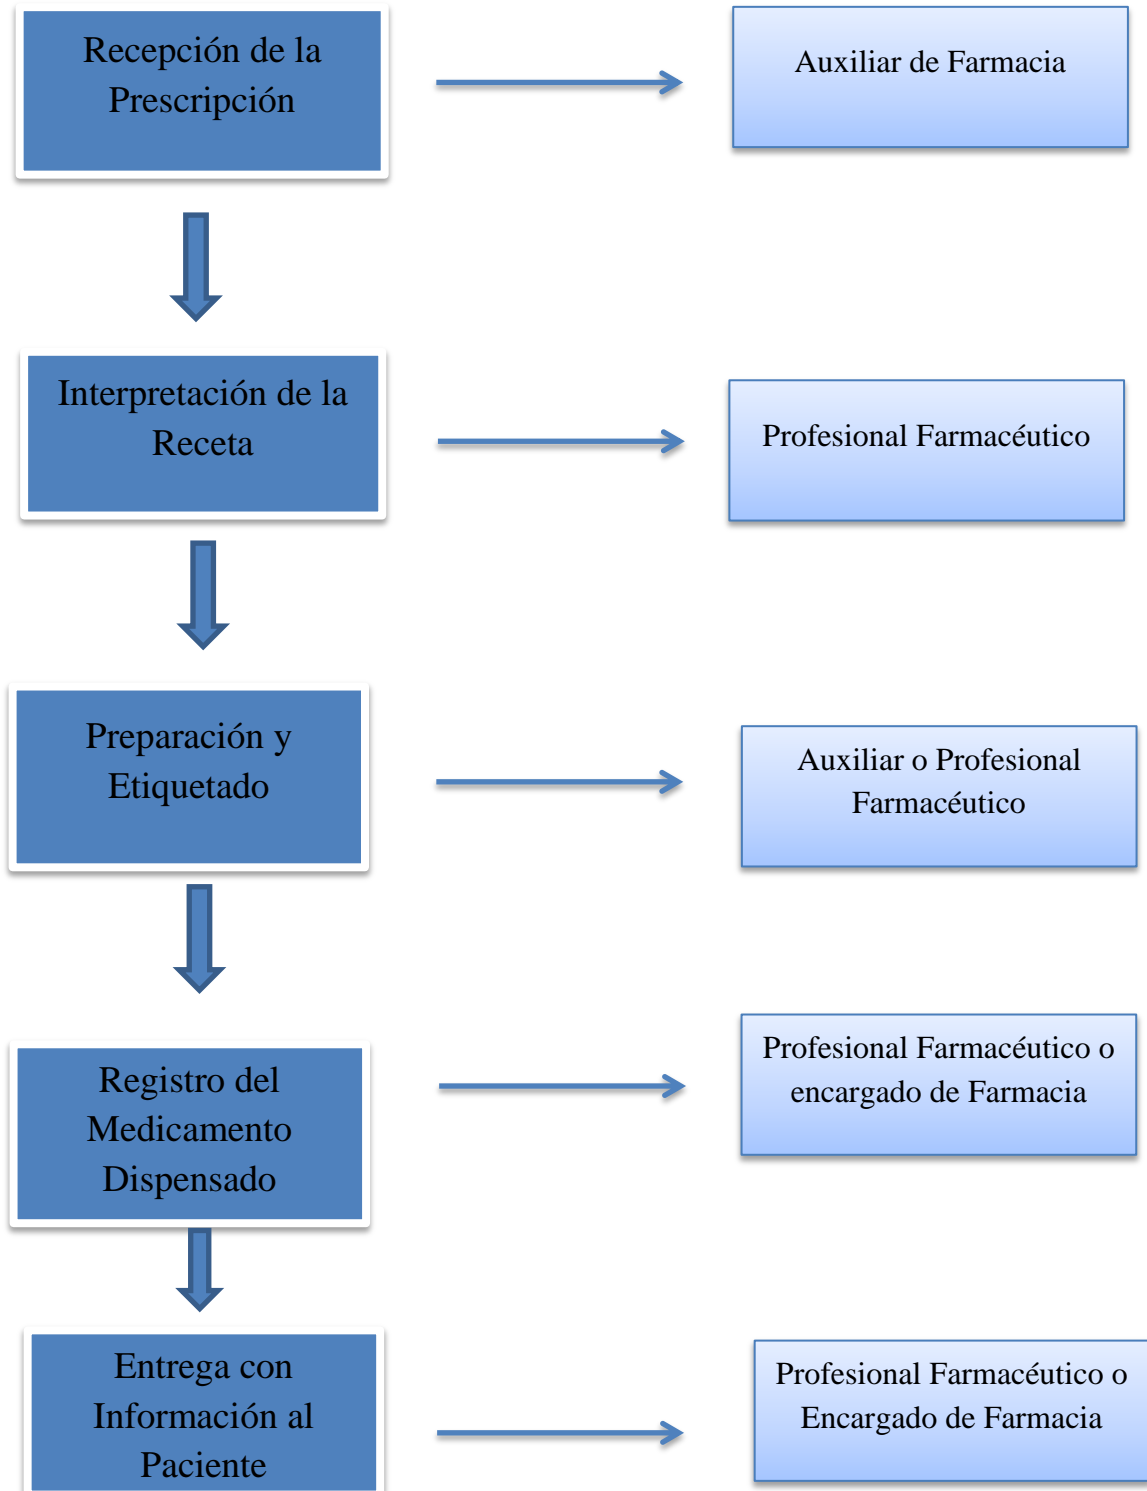 Recepción de la
Prescripción
Auxiliar de Farmacia
Interpretación de la
Receta
Profesional Farmacéutico
Preparación y
Etiquetado
Auxiliar o Profesional
Farmacéutico
Registro del
Medicamento
Dispensado
Profesional Farmacéutico o
encargado de Farmacia
Entrega con
Información al
Paciente
Profesional Farmacéutico o
Encargado de Farmacia